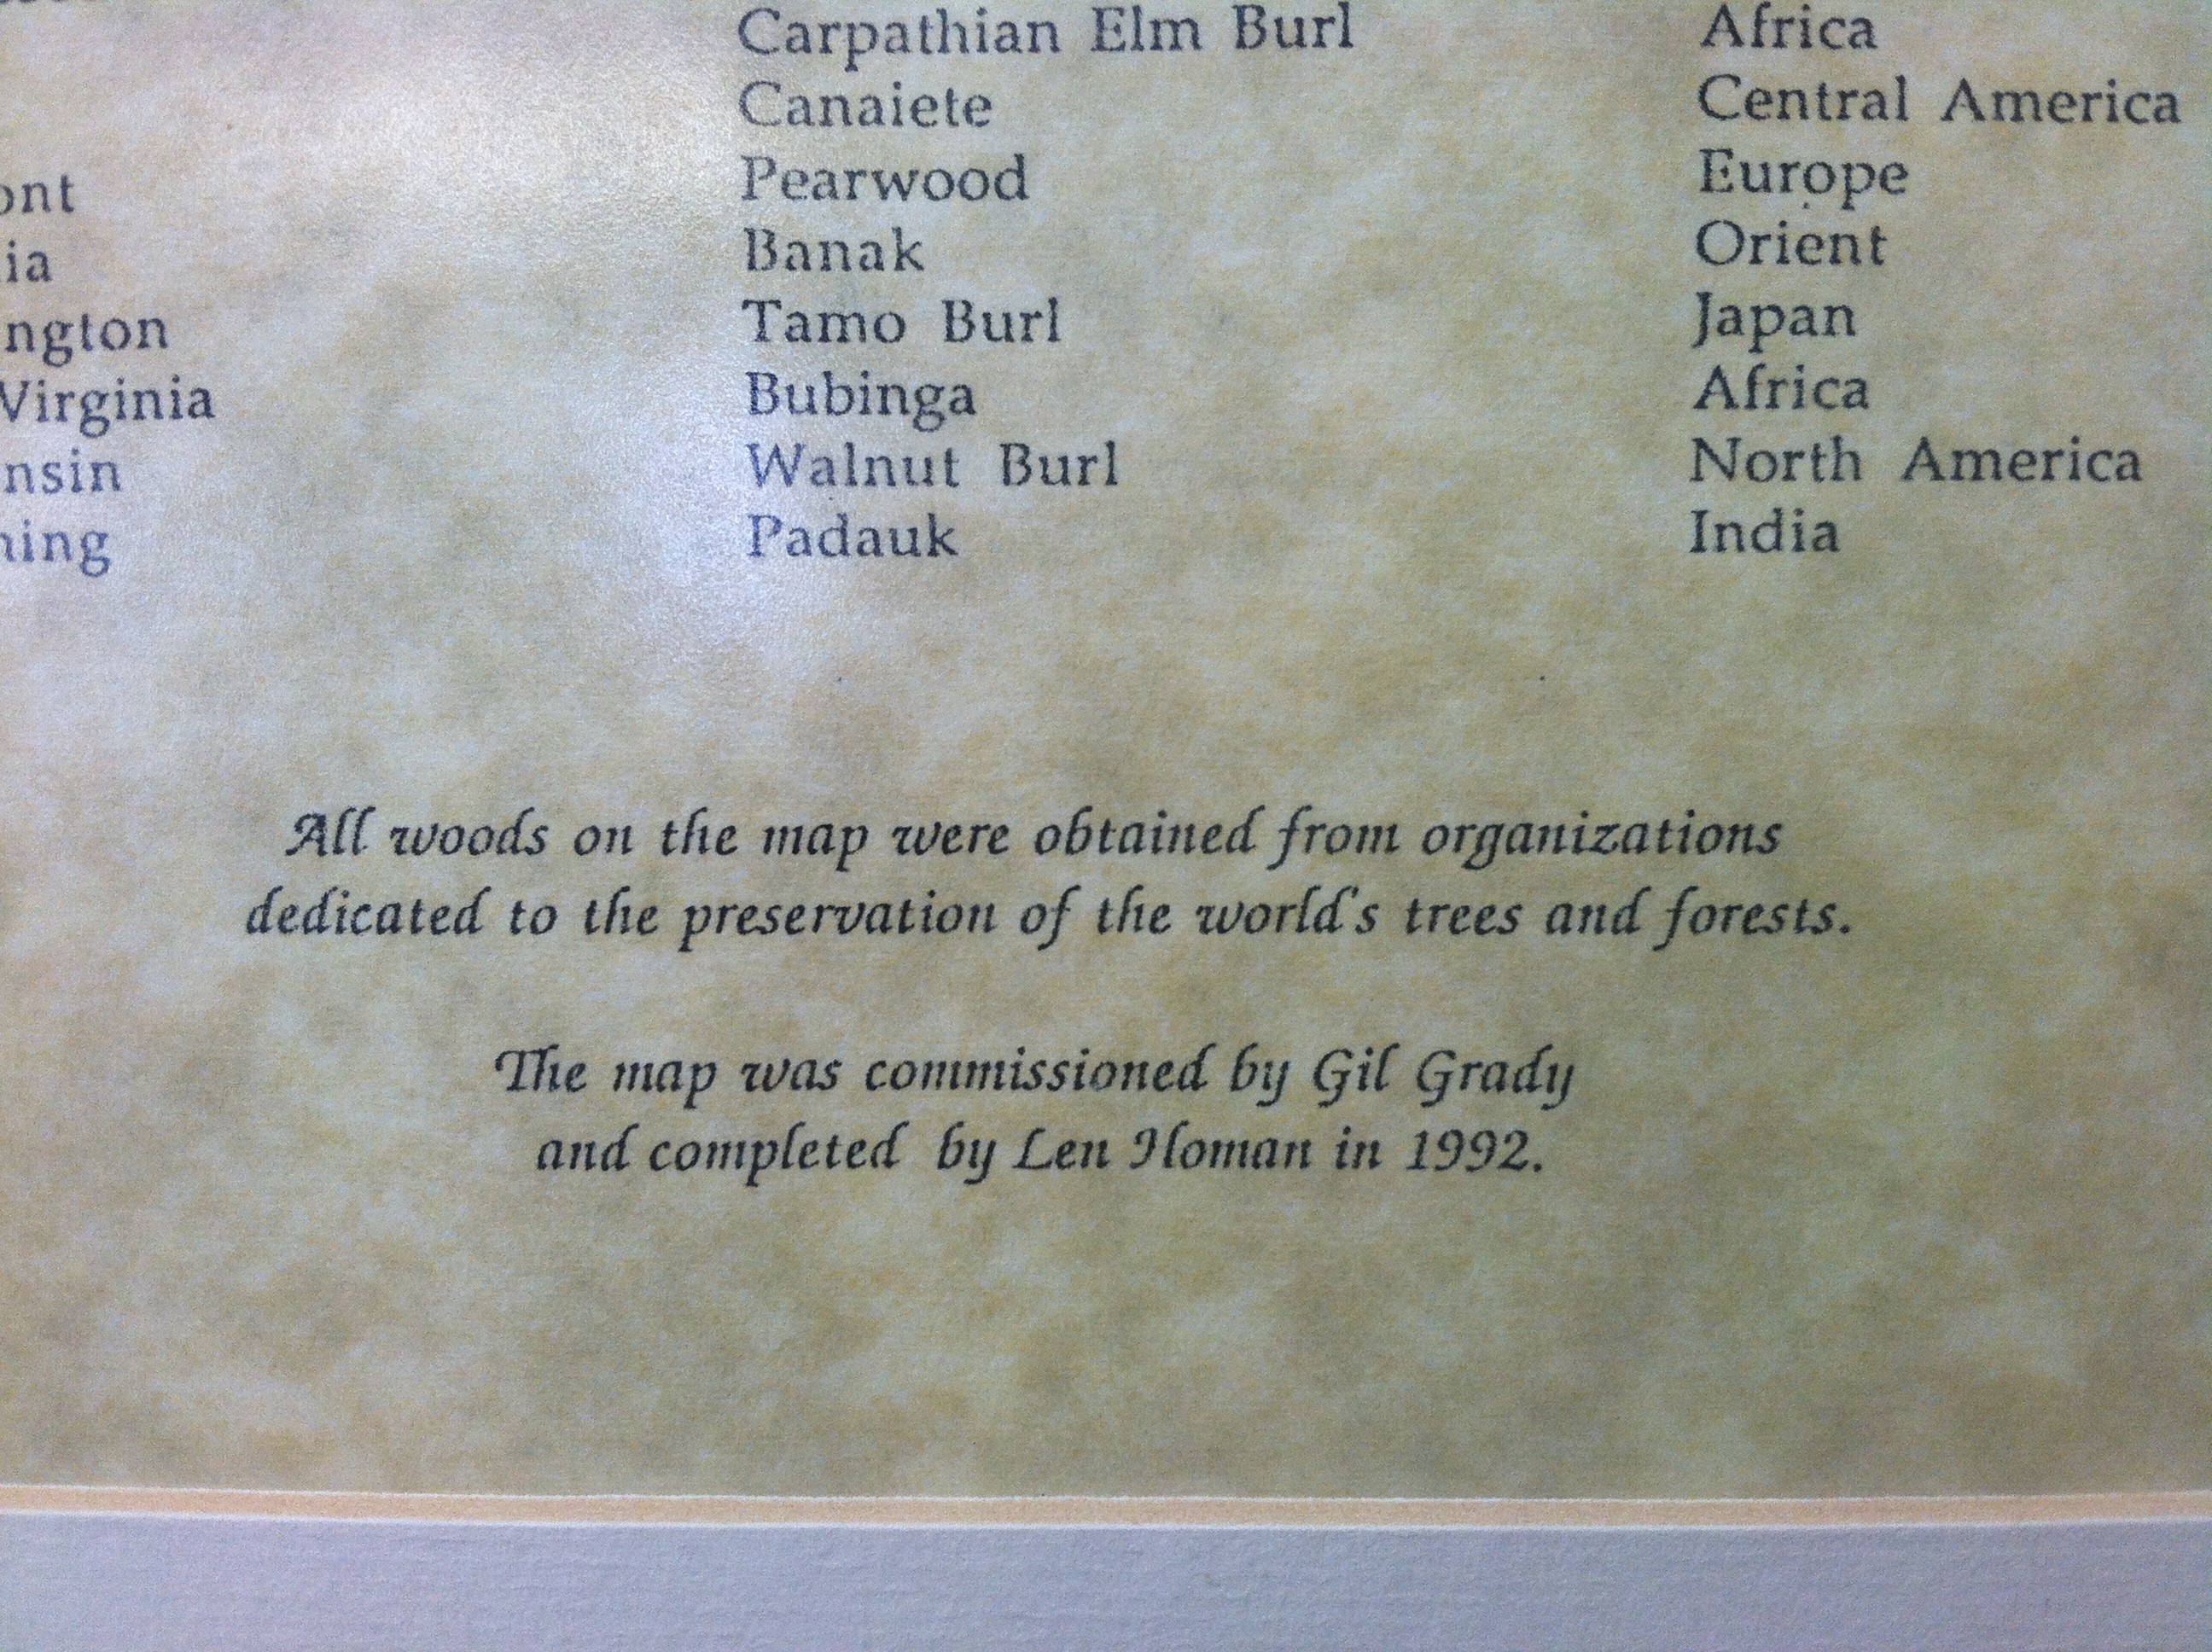 Carpathian Elm Burl Africa
Canaiete Central America
ont Pearwood Europe
ia Banak Orient
ngton Tamo Burl Japan
Virginia Bubinga Africa
nsin Walnut Burl North America
ing Padauk India
All woods on the map were obtained from organizations
dedicated to the preservation of the world's trees and forests.
The map was commissioned by Gil Grady
and completed by Len Homan in 1992.